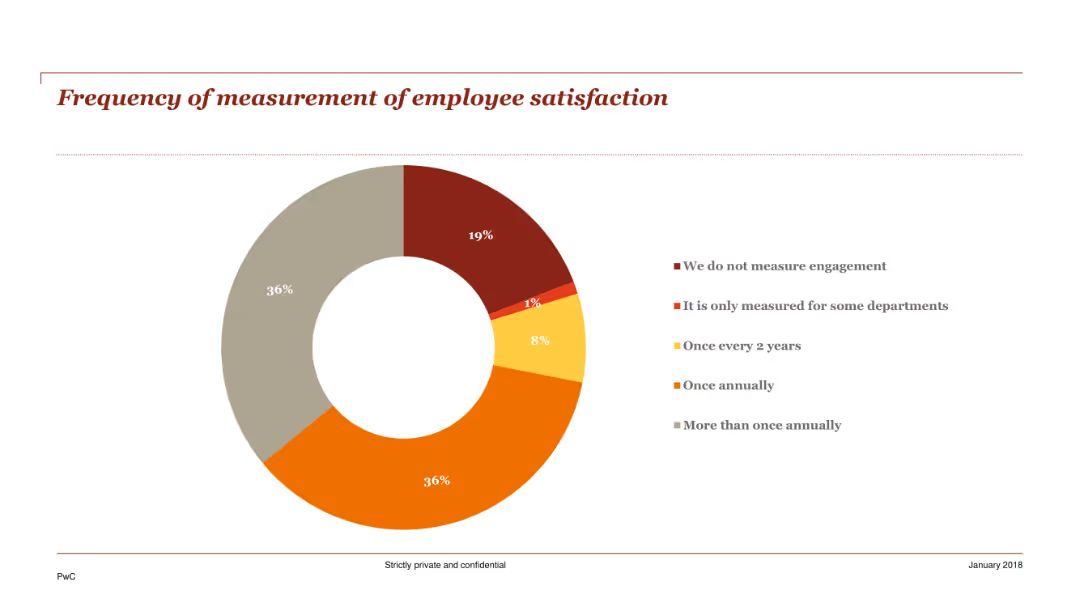 Frequency of measurement of employee satisfaction
19%
1%
8%
36%
36%
We do not measure engagement
It is only measured for some departments
Once every 2 years
Once annually
More than once annually
Strictly private and confidential
January 2018
PwC